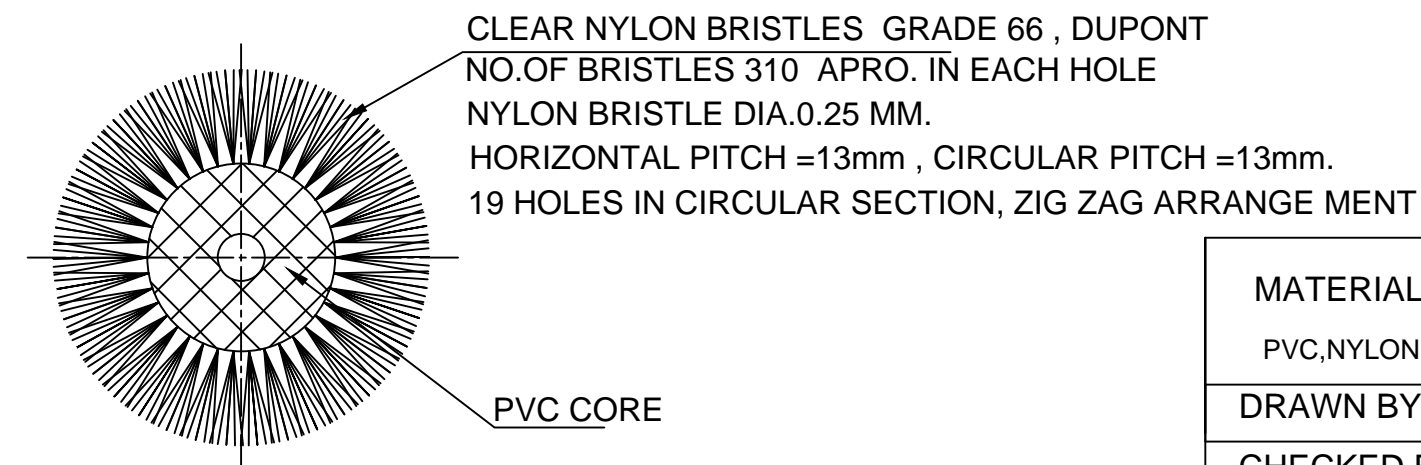 CLEAR NYLON BRISTLES GRADE 66 , DUPONT
NO.OF BRISTLES 310 APRO. IN EACH HOLE
NYLON BRISTLE DIA.0.25 MM.
HORIZONTAL PITCH =13mm , CIRCULAR PITCH =13mm.
19 HOLES IN CIRCULAR SECTION, ZIG ZAG ARRANGE MENT
PVC CORE
MATERIAL
PVC,NYLON
DRAWN BY
CHECKED